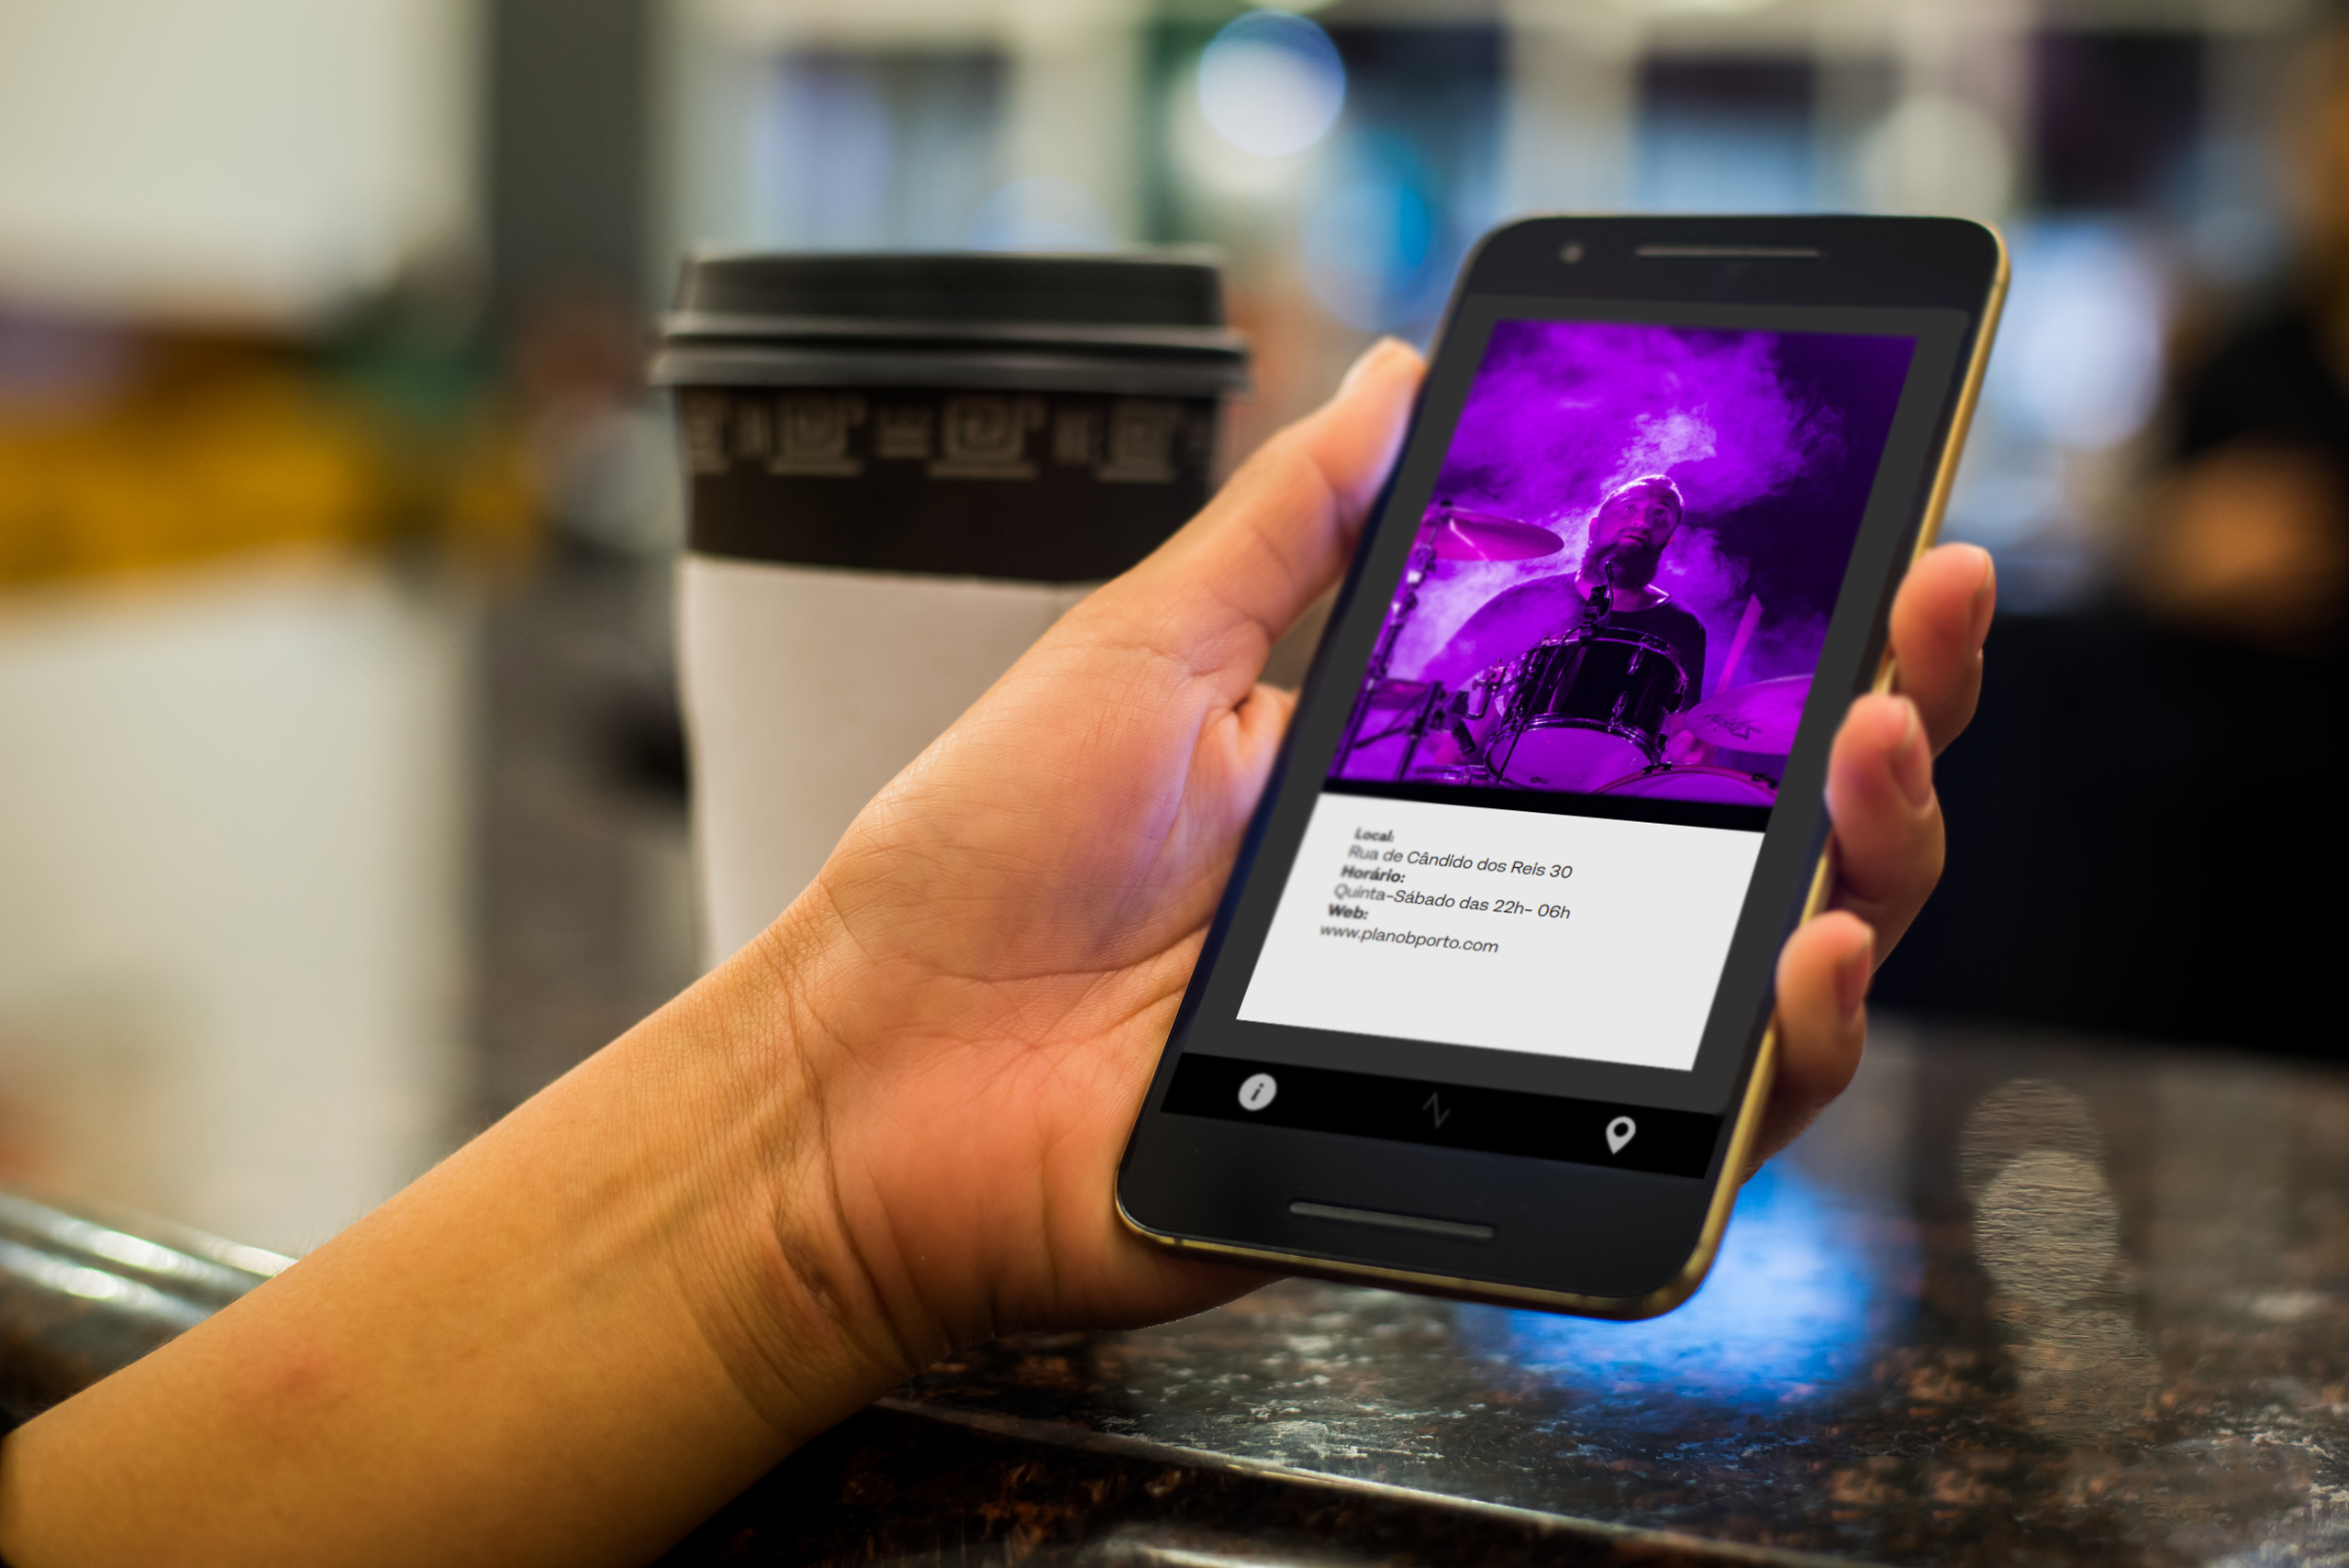 Local:
Rua de Cândido dos Reis 30
Horário:
Quinta-Sábado das 22h- 06h
Web:
www.planobporto.com